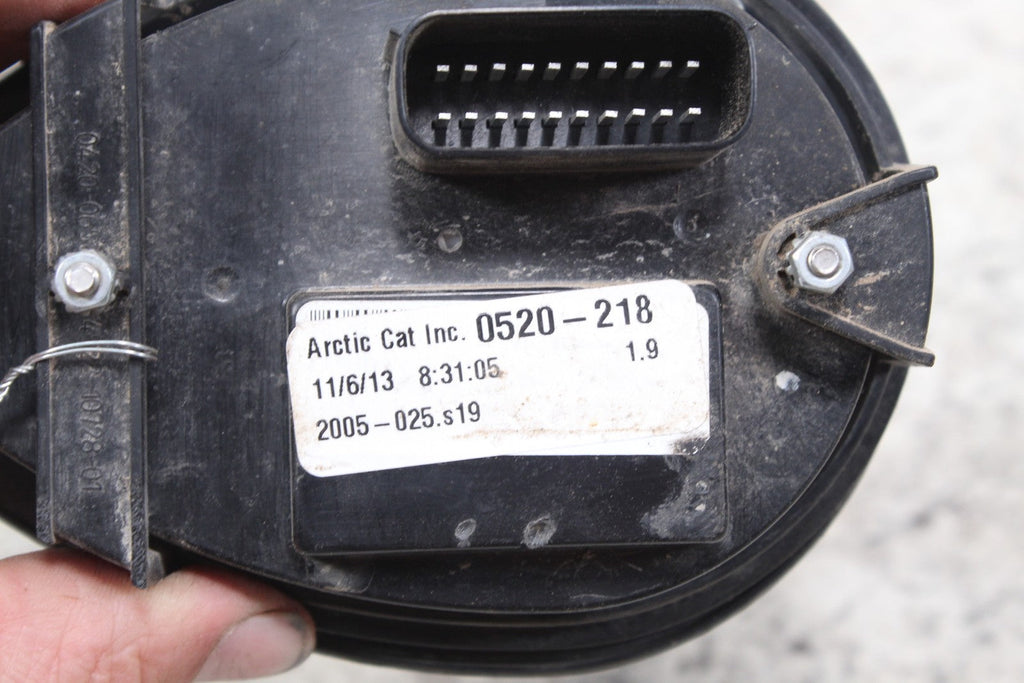 Arctic Cat Inc. 0520-218
11/6/13 8:31:05 1.9
2005-025.s19